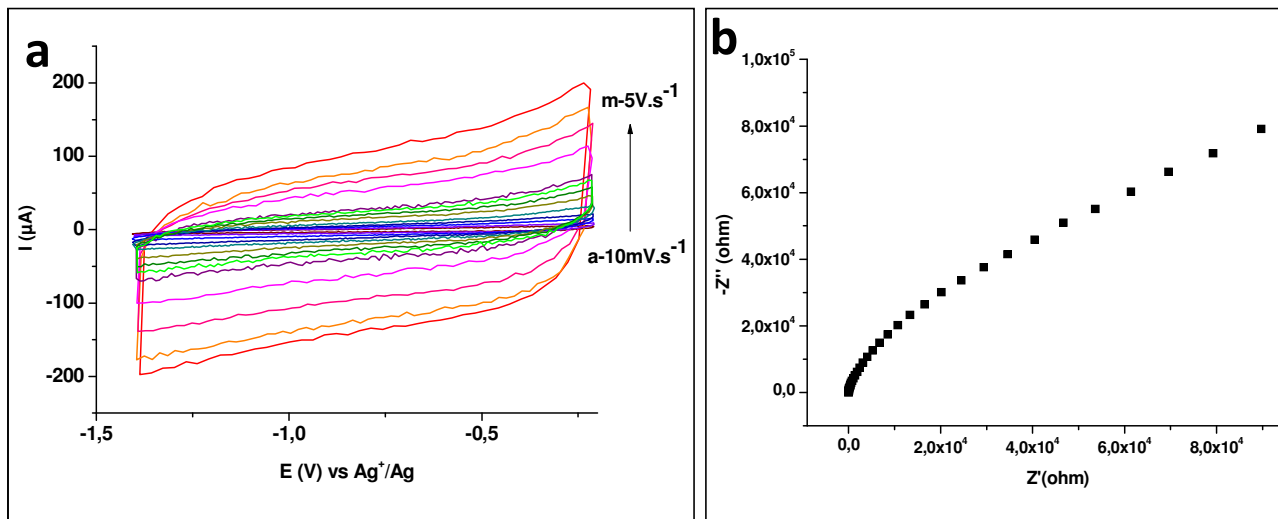 a
200
100
0
-100
-200
I (µA)
m-5V.s⁻¹
a-10mV.s⁻¹
-1,5
-1,0
-0,5
E (V) vs Ag⁺/Ag
b
1,0x10⁵
8,0x10⁴
6,0x10⁴
4,0x10⁴
2,0x10⁴
0,0
-Z'' (ohm)
0,0
2,0x10⁴
4,0x10⁴
6,0x10⁴
8,0x10⁴
Z'(ohm)